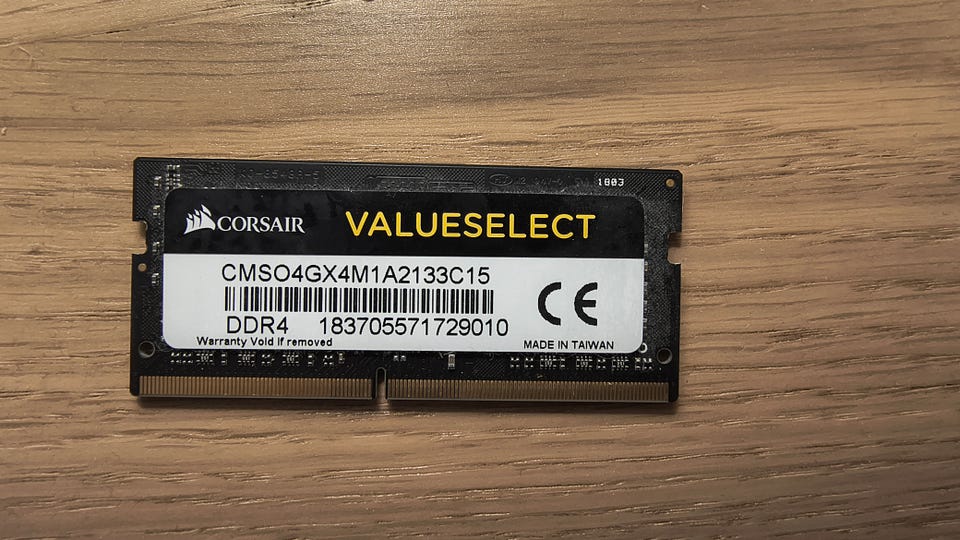 1803
CORSAIR
VALUESELECT
CMSO4GX4M1A2133C15
DDR4 183705571729010
Warranty Void if removed
MADE IN TAIWAN
CE